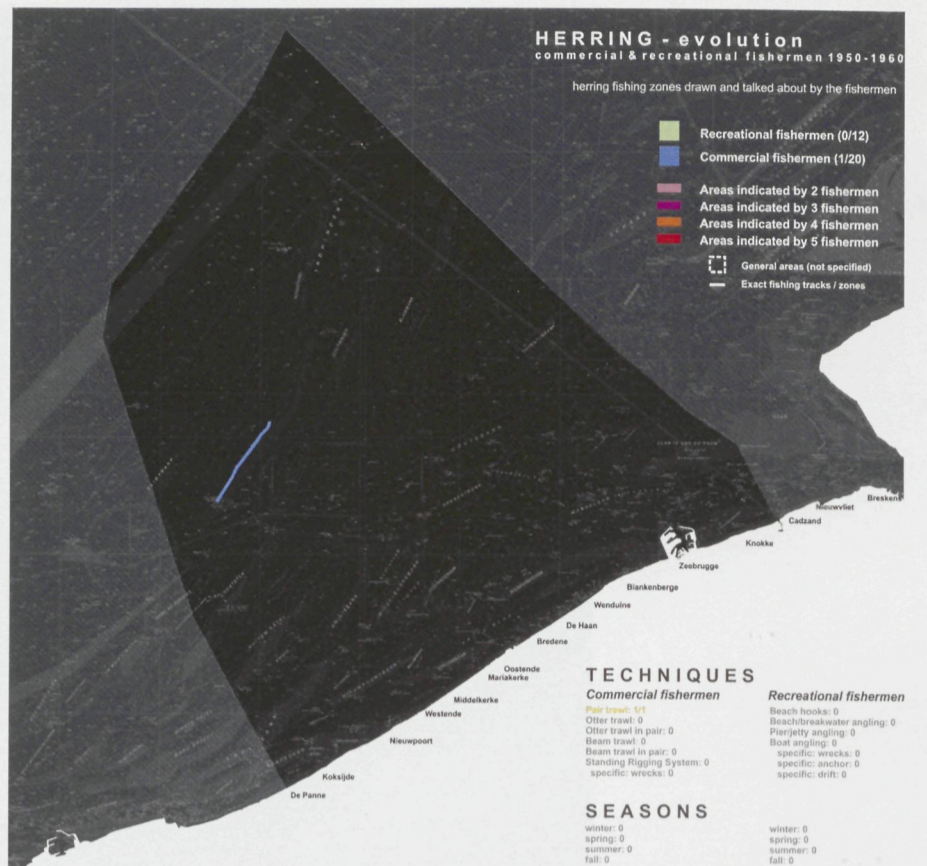 HERRING - evolution
commercial & recreational fishermen 1950-1960
herring fishing zones drawn and talked about by the fishermen
Recreational fishermen (0/12)
Commercial fishermen (1/20)
Areas indicated by 2 fishermen
Areas indicated by 3 fishermen
Areas indicated by 4 fishermen
Areas indicated by 5 fishermen
General areas (not specified)
Exact fishing tracks / zones
Breskens
Nieuwvliet
Cadzand
Knokke
Zeebrugge
Blankenberge
Wenduine
De Haan
Bredene
Oostende
Mariakerke
Middelkerke
Westende
Nieuwpoort
Koksijde
De Panne
TECHNIQUES
Commercial fishermen
Pair trawl: 1/1
Otter trawl: 0
Otter trawl in pair: 0
Beam trawl: 0
Beam trawl in pair: 0
Standing Rigging System: 0
specific: wrecks: 0
Recreational fishermen
Beach hooks: 0
Beach/breakwater angling: 0
Pier/jetty angling: 0
Boat angling: 0
specific: wrecks: 0
specific: anchor: 0
specific: drift: 0
SEASONS
winter: 0
spring: 0
summer: 0
fall: 0
winter: 0
spring: 0
summer: 0
fall: 0